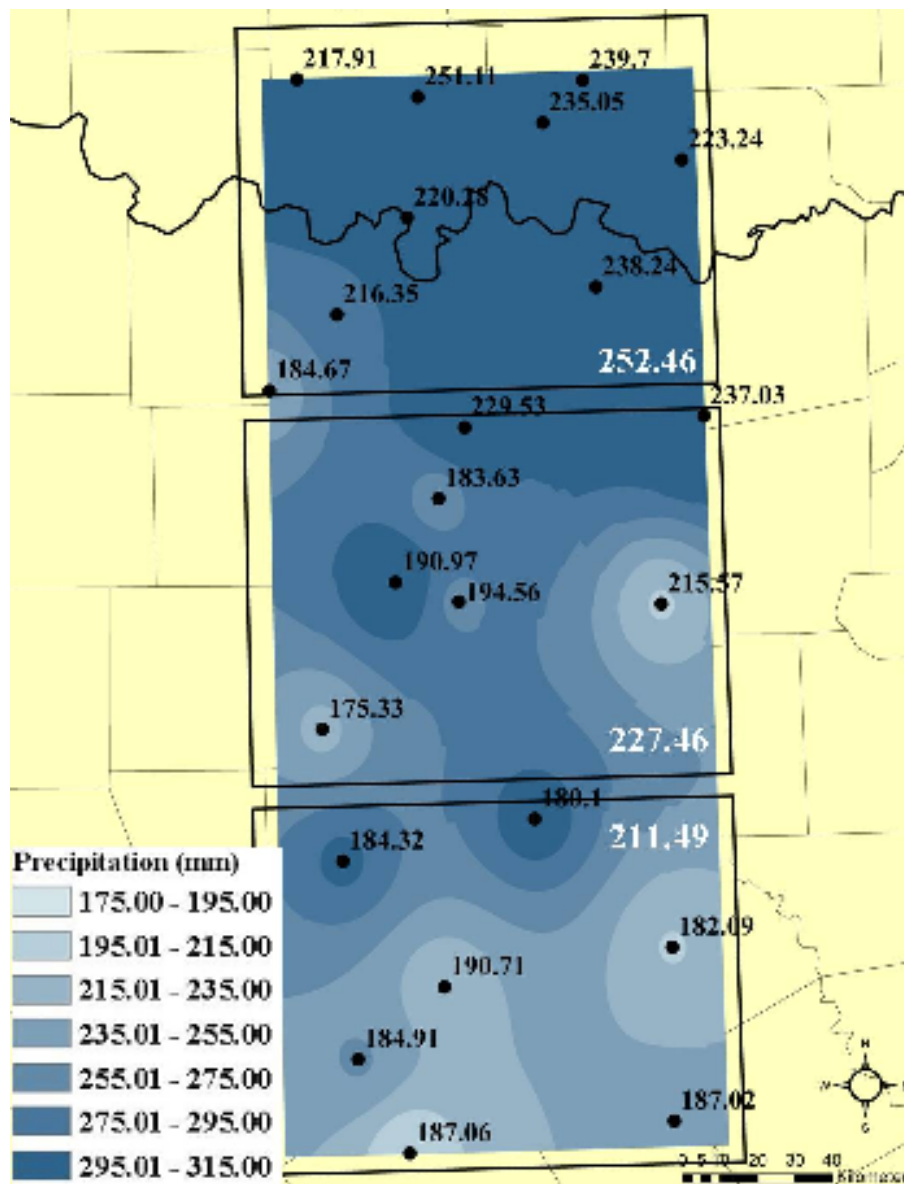 217.91
239.7
251.11
235.05
223.24
220.28
238.24
216.35
252.46
184.67
237.03
229.53
183.63
190.97
194.56
215.57
175.33
227.46
180.1
211.49
184.32
Precipitation (mm)
175.00 - 195.00
195.01 - 215.00
215.01 - 235.00
235.01 - 255.00
255.01 - 275.00
275.01 - 295.00
295.01 - 315.00
182.09
190.71
184.91
N
S
187.02
187.06
0 5 10 20 30 40
Kilometer